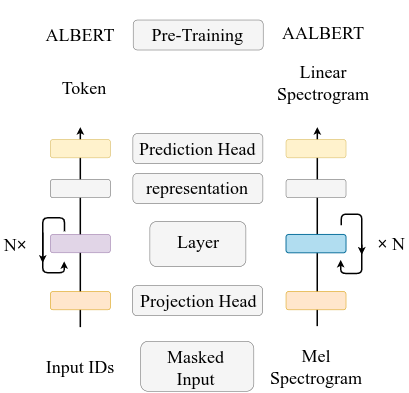 ALBERT
Pre-Training
AALBERT
Token
Linear
Spectrogram
Prediction Head
representation
N×
Layer
× N
Projection Head
Input IDs
Masked
Input
Mel
Spectrogram